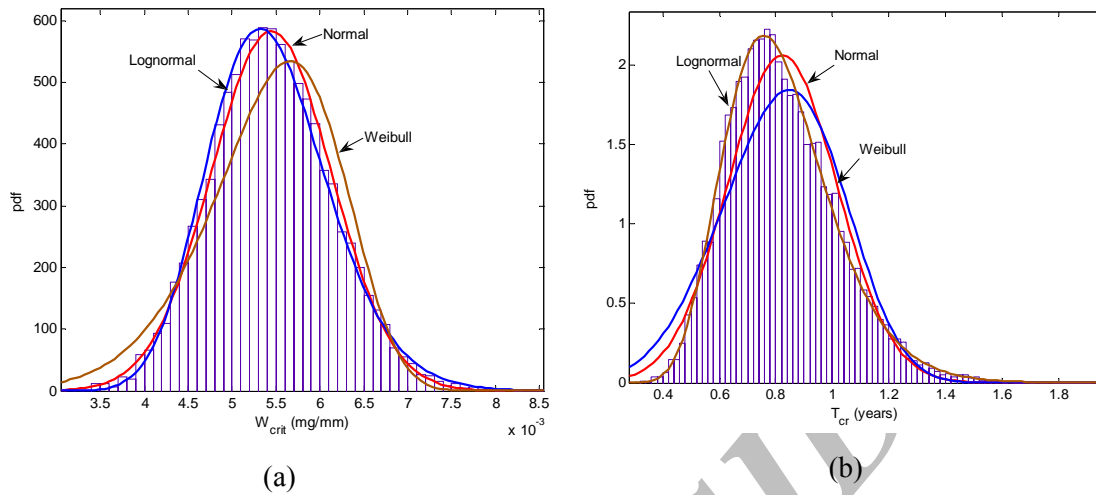 600
500
400
300
200
100
0
pdf
Lognormal
Normal
Weibull
3.5 4 4.5 5 5.5 6 6.5 7 7.5 8 8.5
W_crit (mg/mm)
x 10^-3
(a)
2
1.5
1
0.5
0
pdf
Lognormal
Normal
Weibull
0.4 0.6 0.8 1 1.2 1.4 1.6 1.8
T_cr (years)
(b)